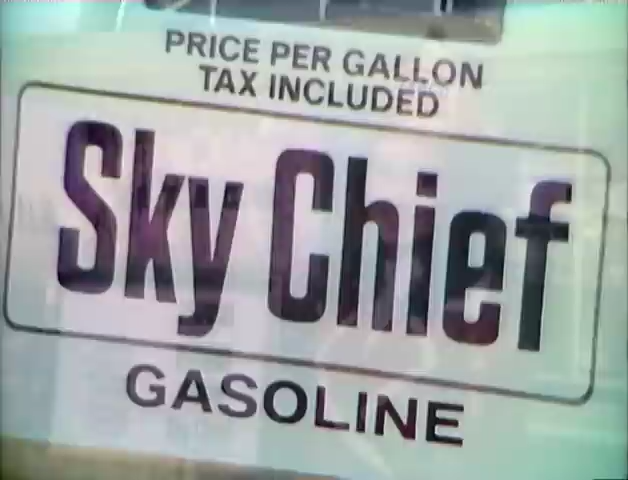 PRICE PER GALLON
TAX INCLUDED
Sky Chief
GASOLINE